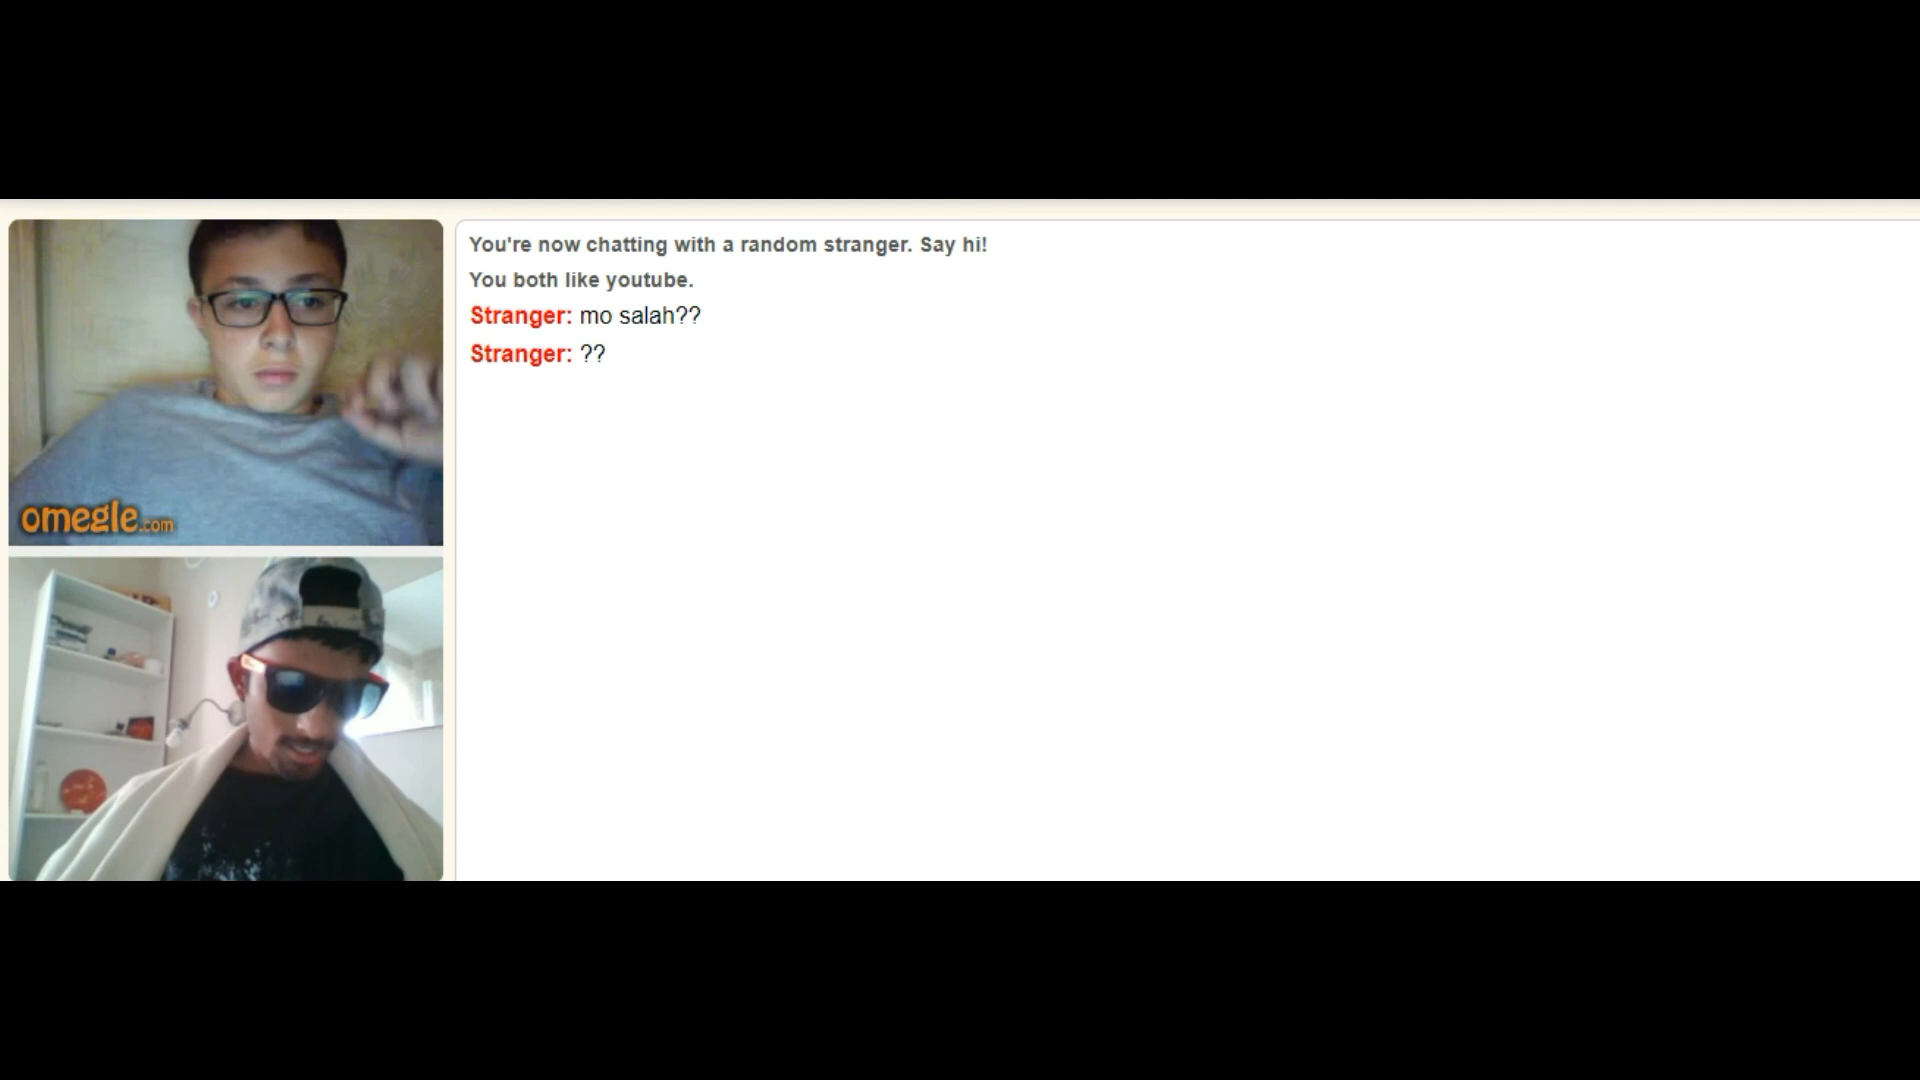 You're now chatting with a random stranger. Say hi!
You both like youtube.
Stranger: mo salah??
Stranger: ??
omegle.com